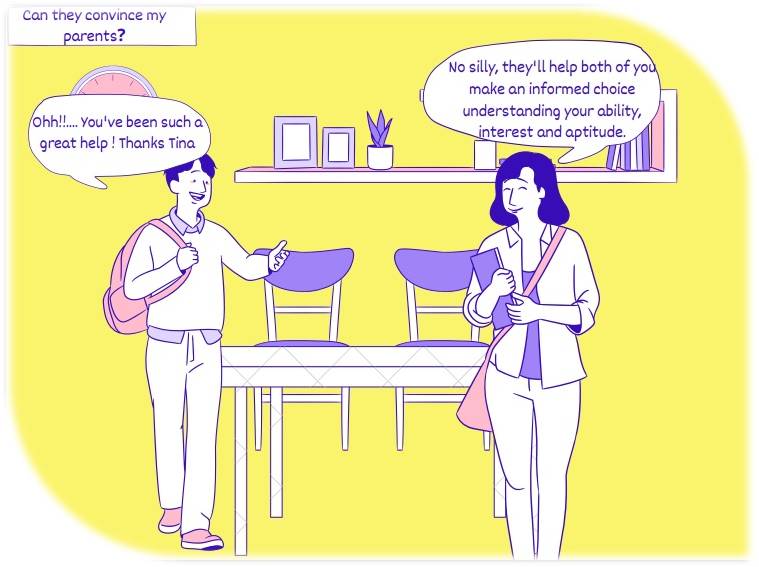 Can they convince my
parents?
No silly, they'll help both of you
make an informed choice
understanding your ability,
interest and aptitude.
Ohh!!.... You've been such a
great help ! Thanks Tina